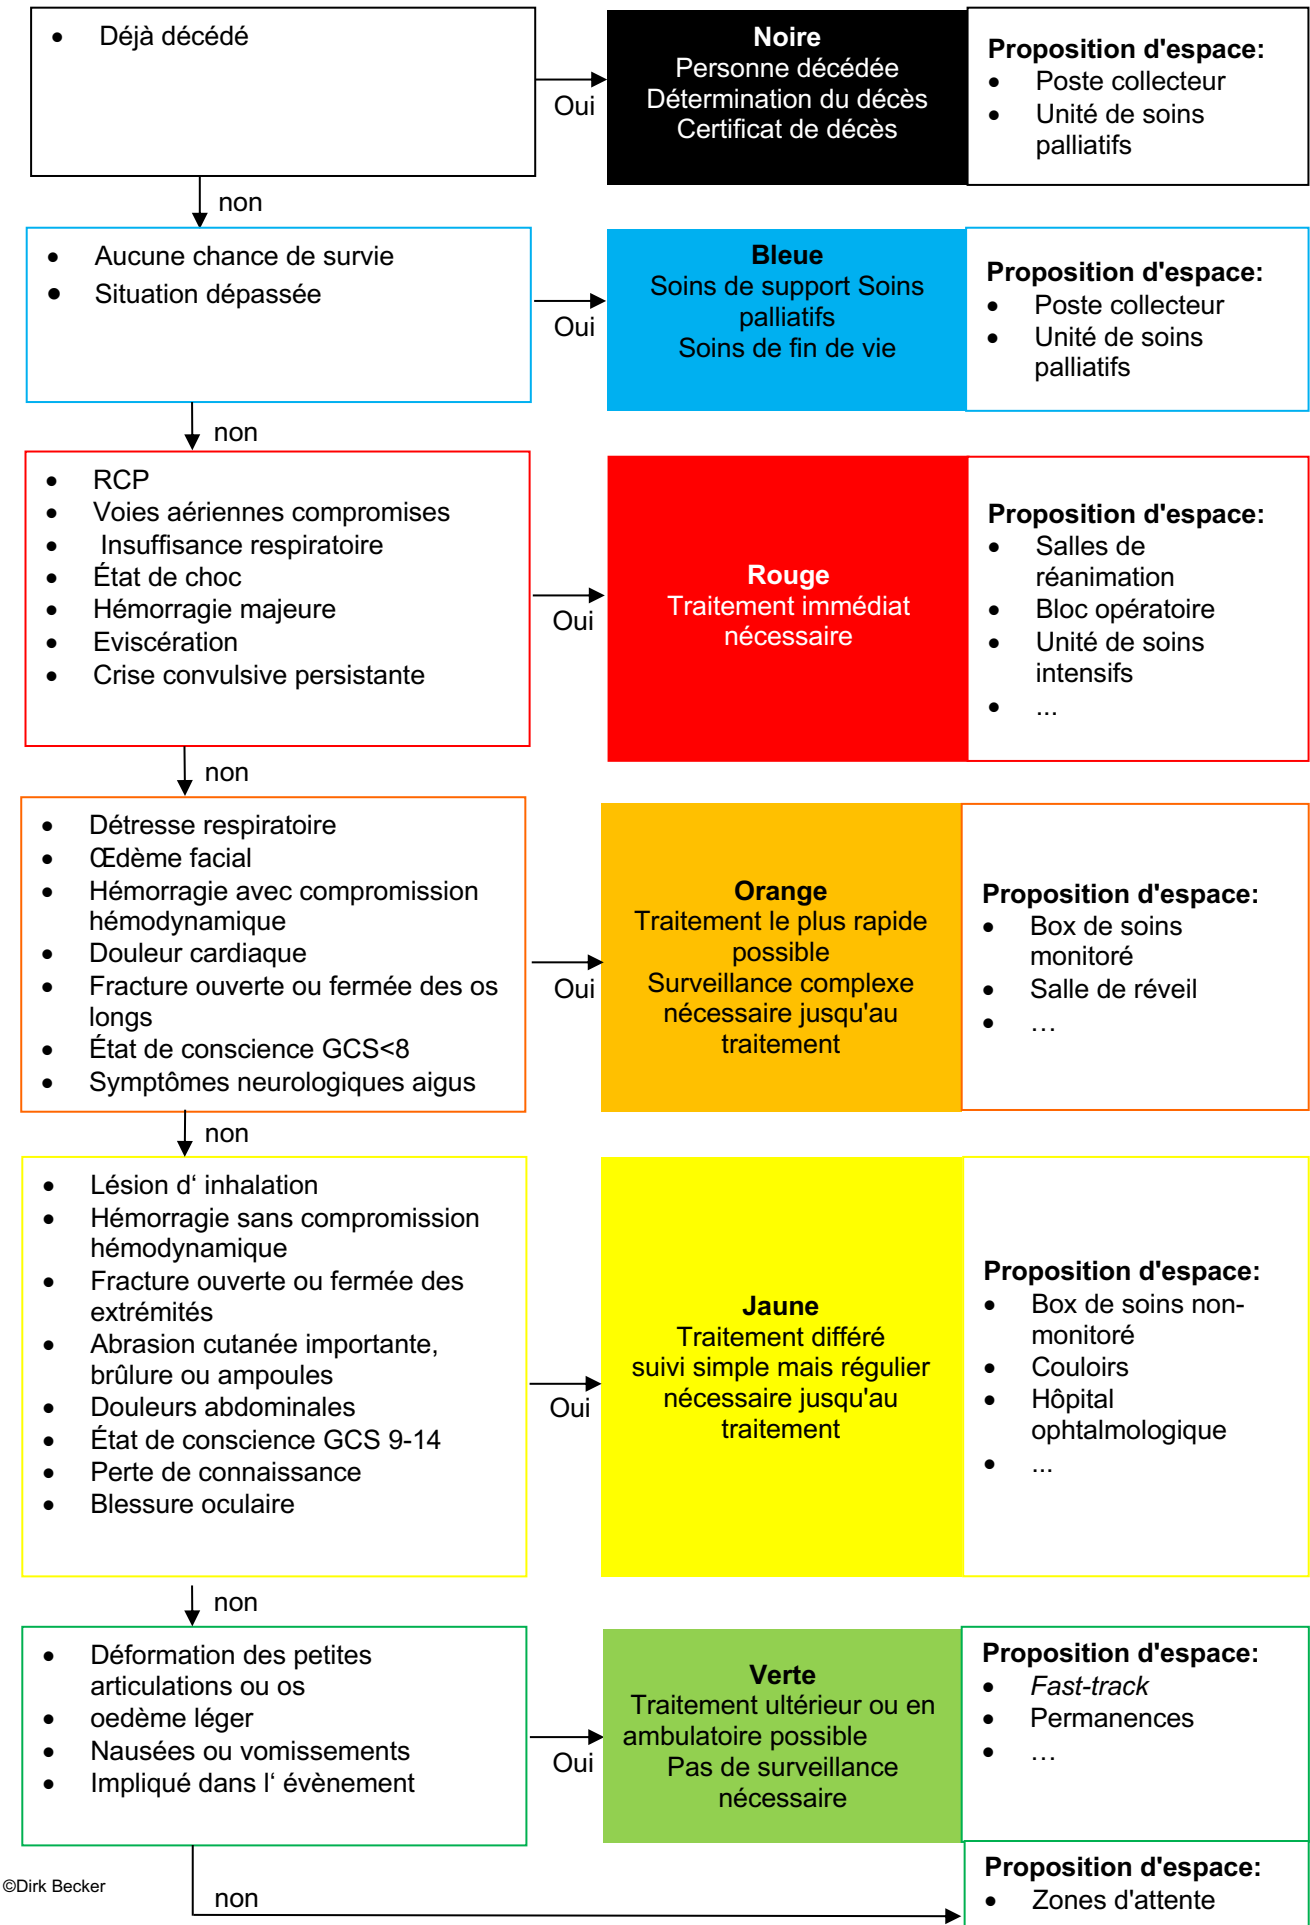 • Déjà décédé
Oui
Noire
Personne décédée
Détermination du décès
Certificat de décès
Proposition d'espace:
• Poste collecteur
• Unité de soins
palliatifs
non
• Aucune chance de survie
• Situation dépassée
Oui
Bleue
Soins de support Soins
palliatifs
Soins de fin de vie
Proposition d'espace:
• Poste collecteur
• Unité de soins
palliatifs
non
• RCP
• Voies aériennes compromises
• Insuffisance respiratoire
• État de choc
• Hémorragie majeure
• Eviscération
• Crise convulsive persistante
Oui
Rouge
Traitement immédiat
nécessaire
Proposition d'espace:
• Salles de
réanimation
• Bloc opératoire
• Unité de soins
intensifs
• ...
non
• Détresse respiratoire
• Œdème facial
• Hémorragie avec compromission
hémodynamique
• Douleur cardiaque
• Fracture ouverte ou fermée des os
longs
• État de conscience GCS<8
• Symptômes neurologiques aigus
Oui
Orange
Traitement le plus rapide
possible
Surveillance complexe
nécessaire jusqu'au
traitement
Proposition d'espace:
• Box de soins
monitoré
• Salle de réveil
• …
non
• Lésion d‘ inhalation
• Hémorragie sans compromission
hémodynamique
• Fracture ouverte ou fermée des
extrémités
• Abrasion cutanée importante,
brûlure ou ampoules
• Douleurs abdominales
• État de conscience GCS 9-14
• Perte de connaissance
• Blessure oculaire
Oui
Jaune
Traitement différé
suivi simple mais régulier
nécessaire jusqu'au
traitement
Proposition d'espace:
• Box de soins non-
monitoré
• Couloirs
• Hôpital
ophtalmologique
• ...
non
• Déformation des petites
articulations ou os
• oedème léger
• Nausées ou vomissements
• Impliqué dans l‘ évènement
Oui
Verte
Traitement ultérieur ou en
ambulatoire possible
Pas de surveillance
nécessaire
Proposition d'espace:
• Fast-track
• Permanences
• …
©Dirk Becker
non
Proposition d'espace:
• Zones d'attente